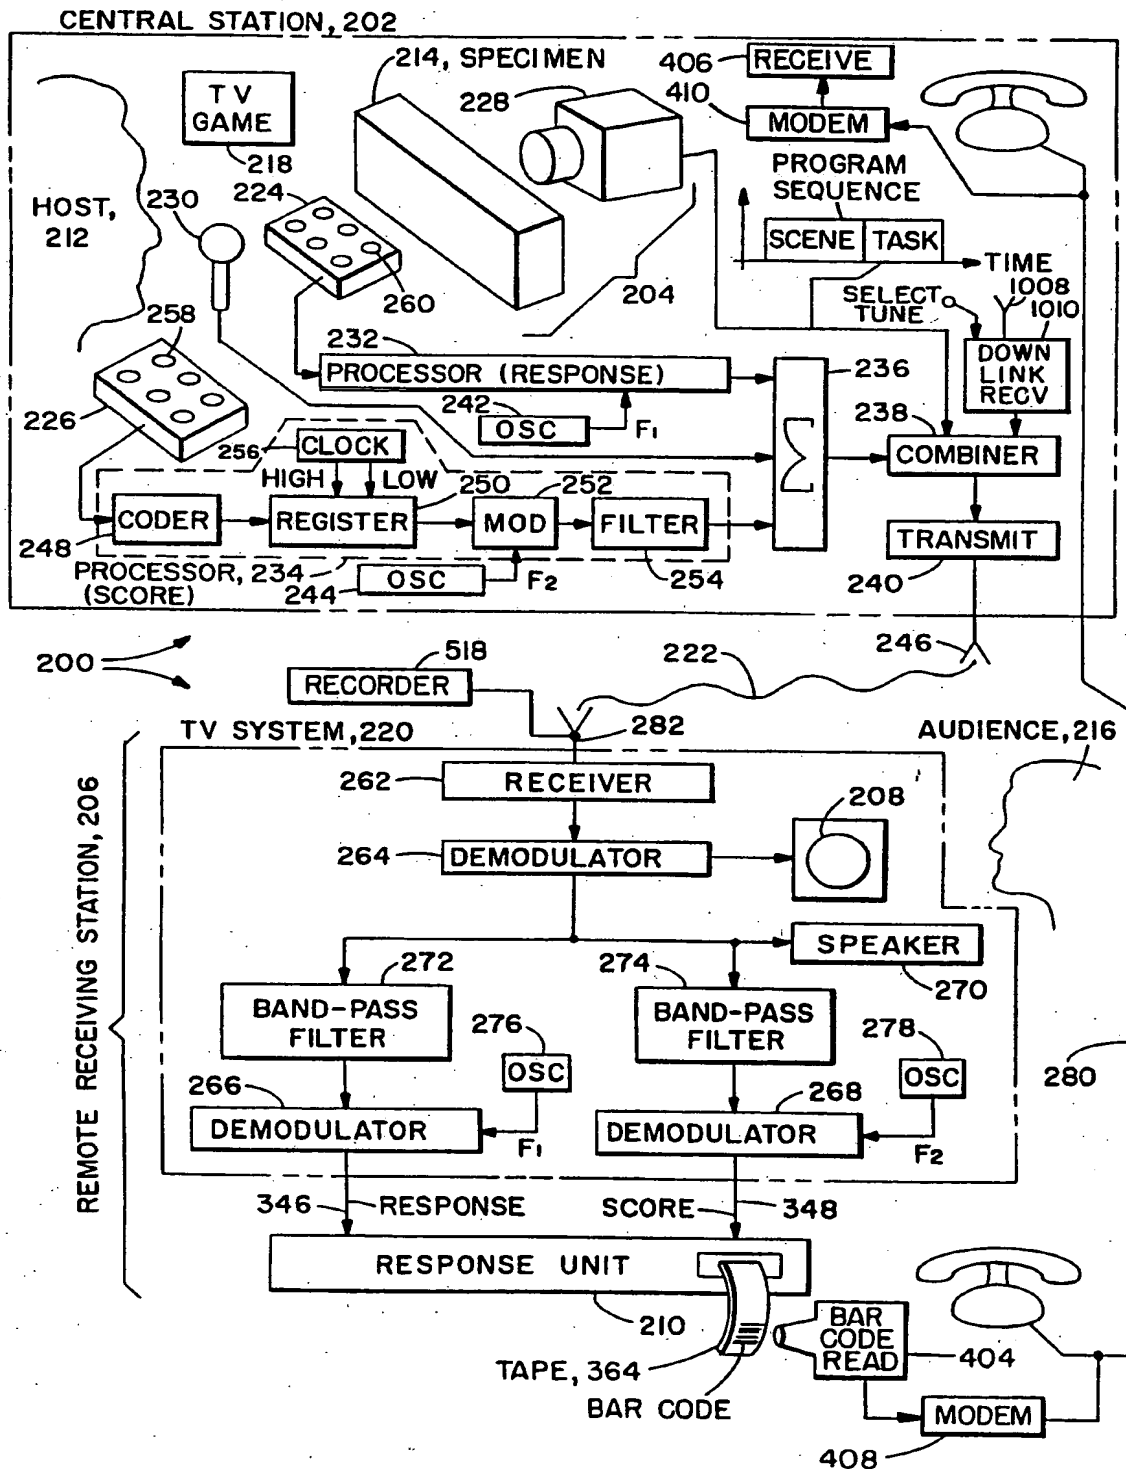 CENTRAL STATION, 202
214, SPECIMEN
406
RECEIVE
228
410
MODEM
TV
GAME
218
PROGRAM
SEQUENCE
224
HOST,
212
230
SCENE
TASK
TIME
260
204
SELECT
TUNE
1008
1010
258
232
PROCESSOR (RESPONSE)
236
DOWN
LINK
RECV
226
242
OSC
F1
238
256
CLOCK
COMBINER
HIGH
LOW
250
252
CODER
REGISTER
MOD
FILTER
TRANSMIT
248
PROCESSOR, 234
(SCORE)
244
OSC
F2
254
240
200
518
RECORDER
222
246
282
TV SYSTEM, 220
AUDIENCE, 216
REMOTE RECEIVING STATION, 206
262
RECEIVER
208
264
DEMODULATOR
272
274
SPEAKER
270
BAND-PASS
FILTER
BAND-PASS
FILTER
276
OSC
278
OSC
280
266
DEMODULATOR
F1
268
DEMODULATOR
F2
346
RESPONSE
SCORE
348
RESPONSE UNIT
210
BAR
CODE
READ
404
TAPE, 364
BAR CODE
MODEM
408